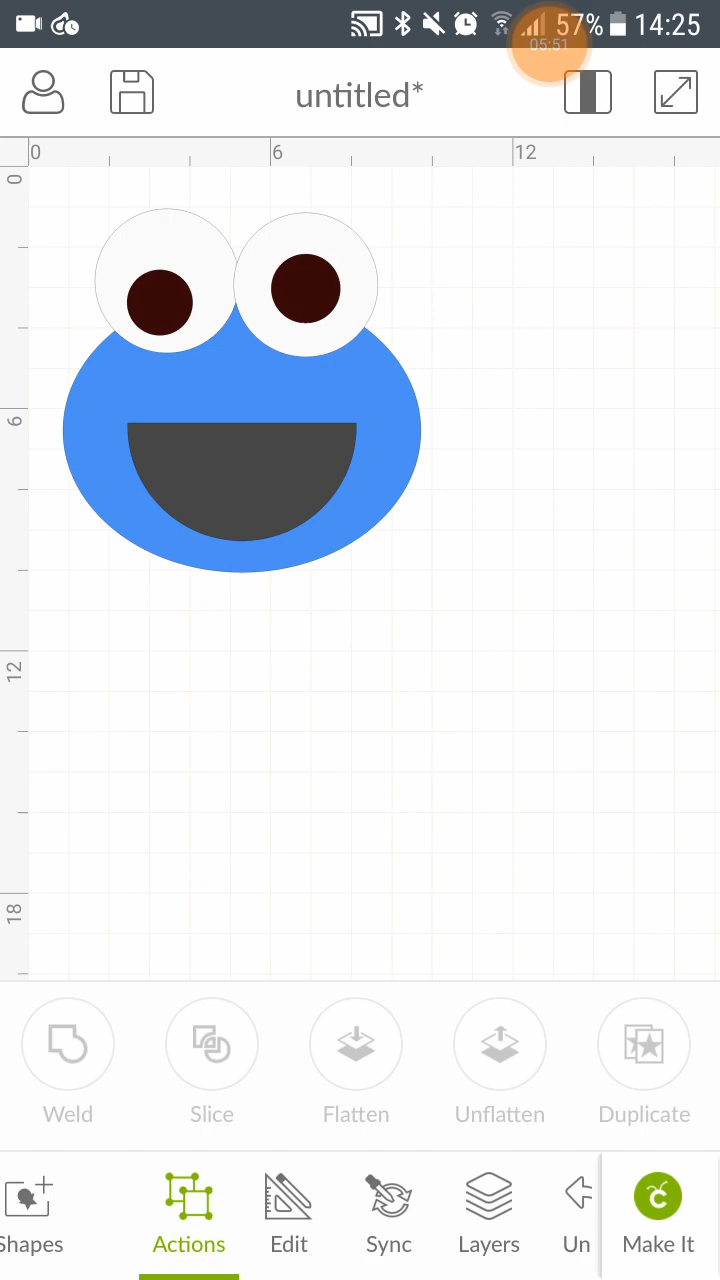 57% 14:25
05:51
untitled*
0 6 12
0
6
12
18
Weld Slice Flatten Unflatten Duplicate
Shapes Actions Edit Sync Layers Un Make It